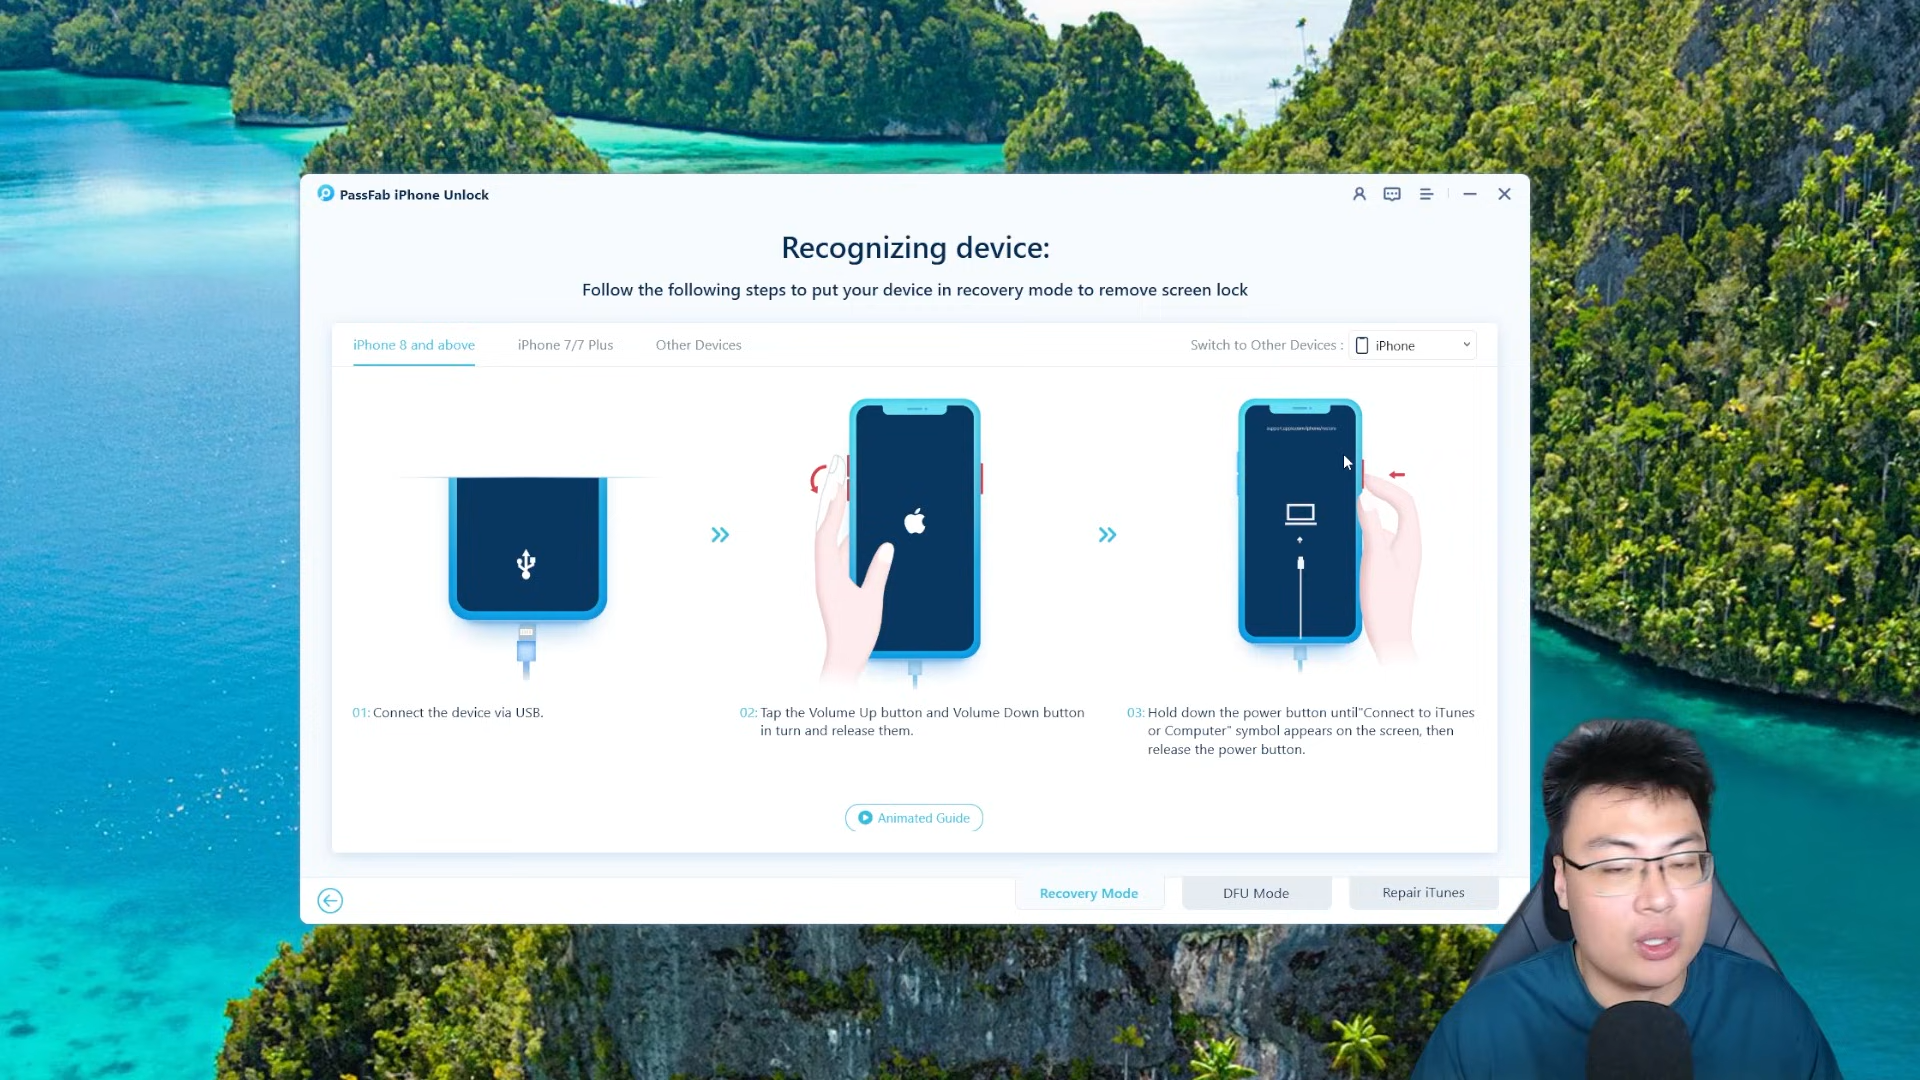 PassFab iPhone Unlock
Recognizing device:
Follow the following steps to put your device in recovery mode to remove screen lock
iPhone 8 and above
iPhone 7/7 Plus
Other Devices
Switch to Other Devices :
iPhone
01: Connect the device via USB.
02: Tap the Volume Up button and Volume Down button
in turn and release them.
03: Hold down the power button until"Connect to iTunes
or Computer" symbol appears on the screen, then
release the power button.
Animated Guide
Recovery Mode
DFU Mode
Repair iTunes